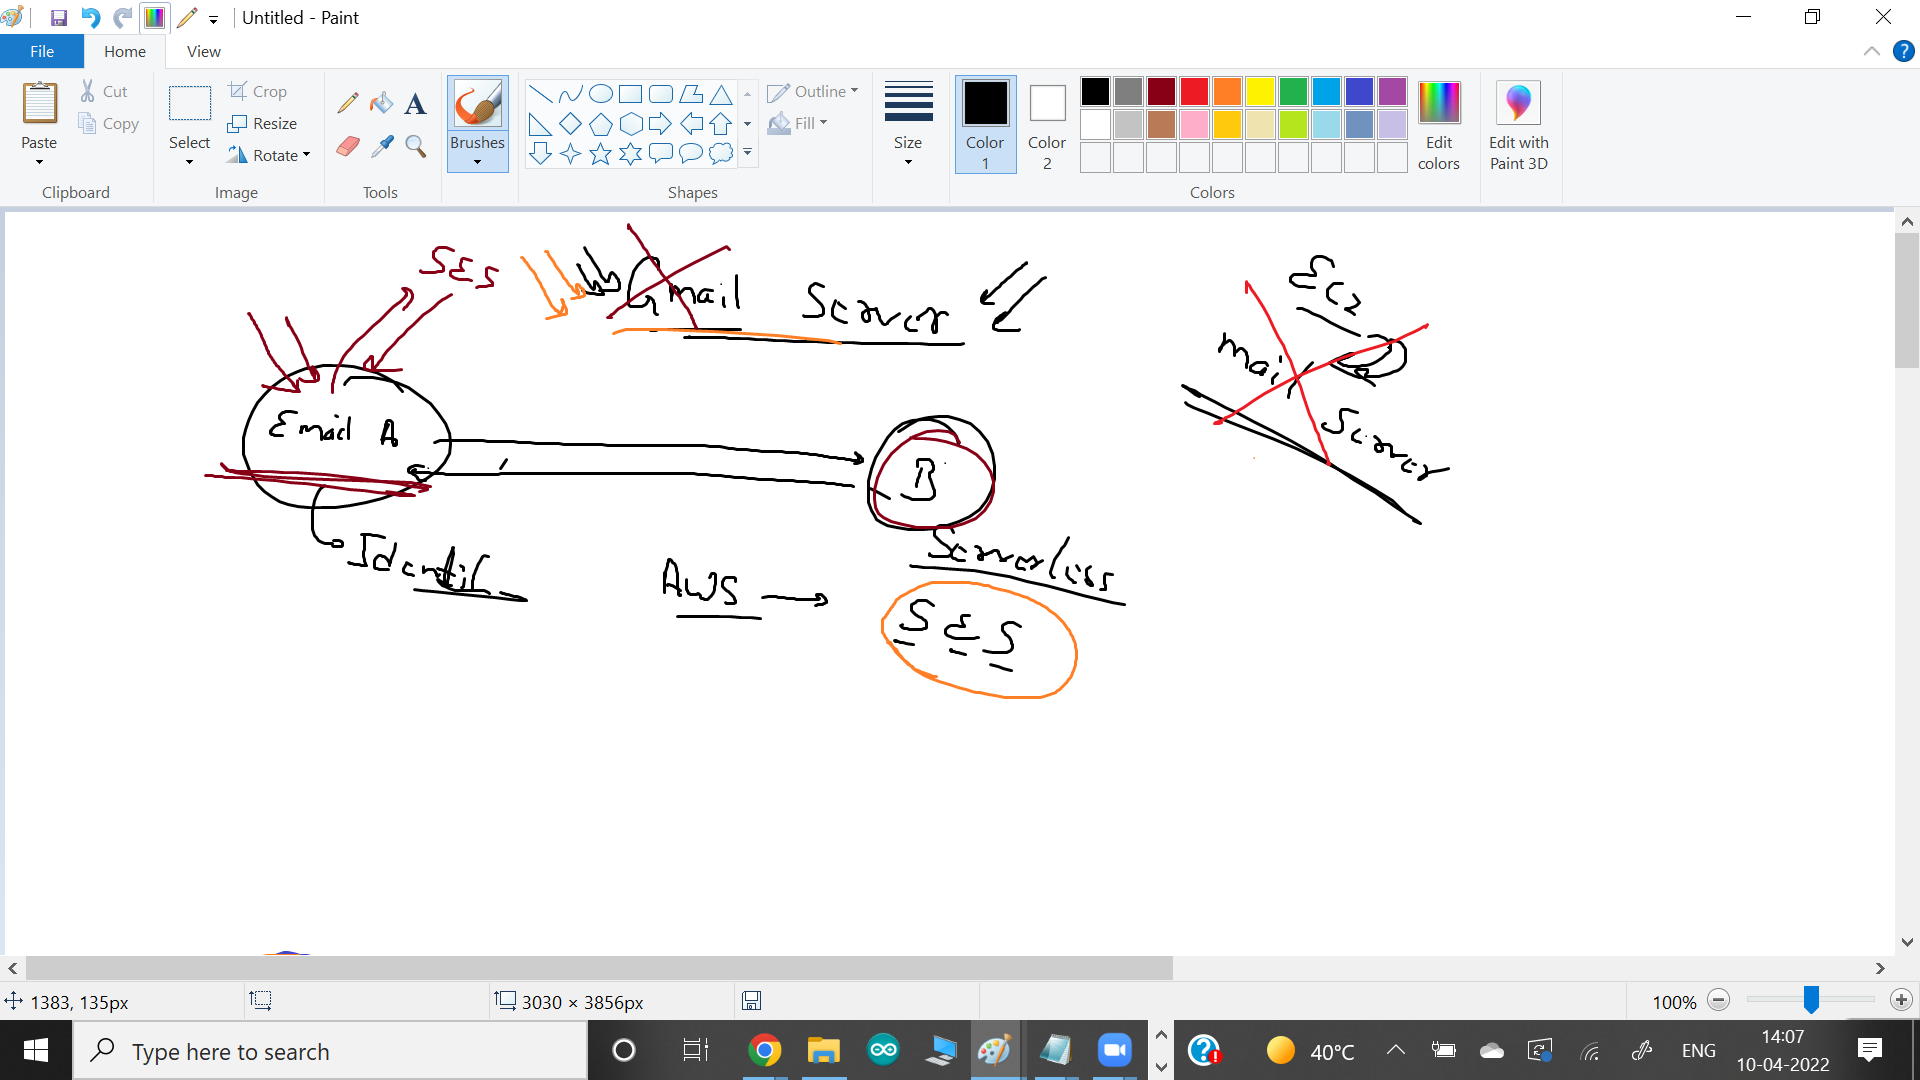 Untitled - Paint
File
Home
View
Paste
Cut
Copy
Clipboard
Select
Crop
Resize
Rotate
Image
A
Tools
Brushes
Outline
Fill
Shapes
Size
Color
1
Color
2
Edit
colors
Edit with
Paint 3D
Colors
SES
Gmail Server
EC2
mail
Server
Email A
B
Identif
Serverless
AWS
SES
1383, 135px
3030 × 3856px
100%
Type here to search
40°C
ENG
14:07
10-04-2022